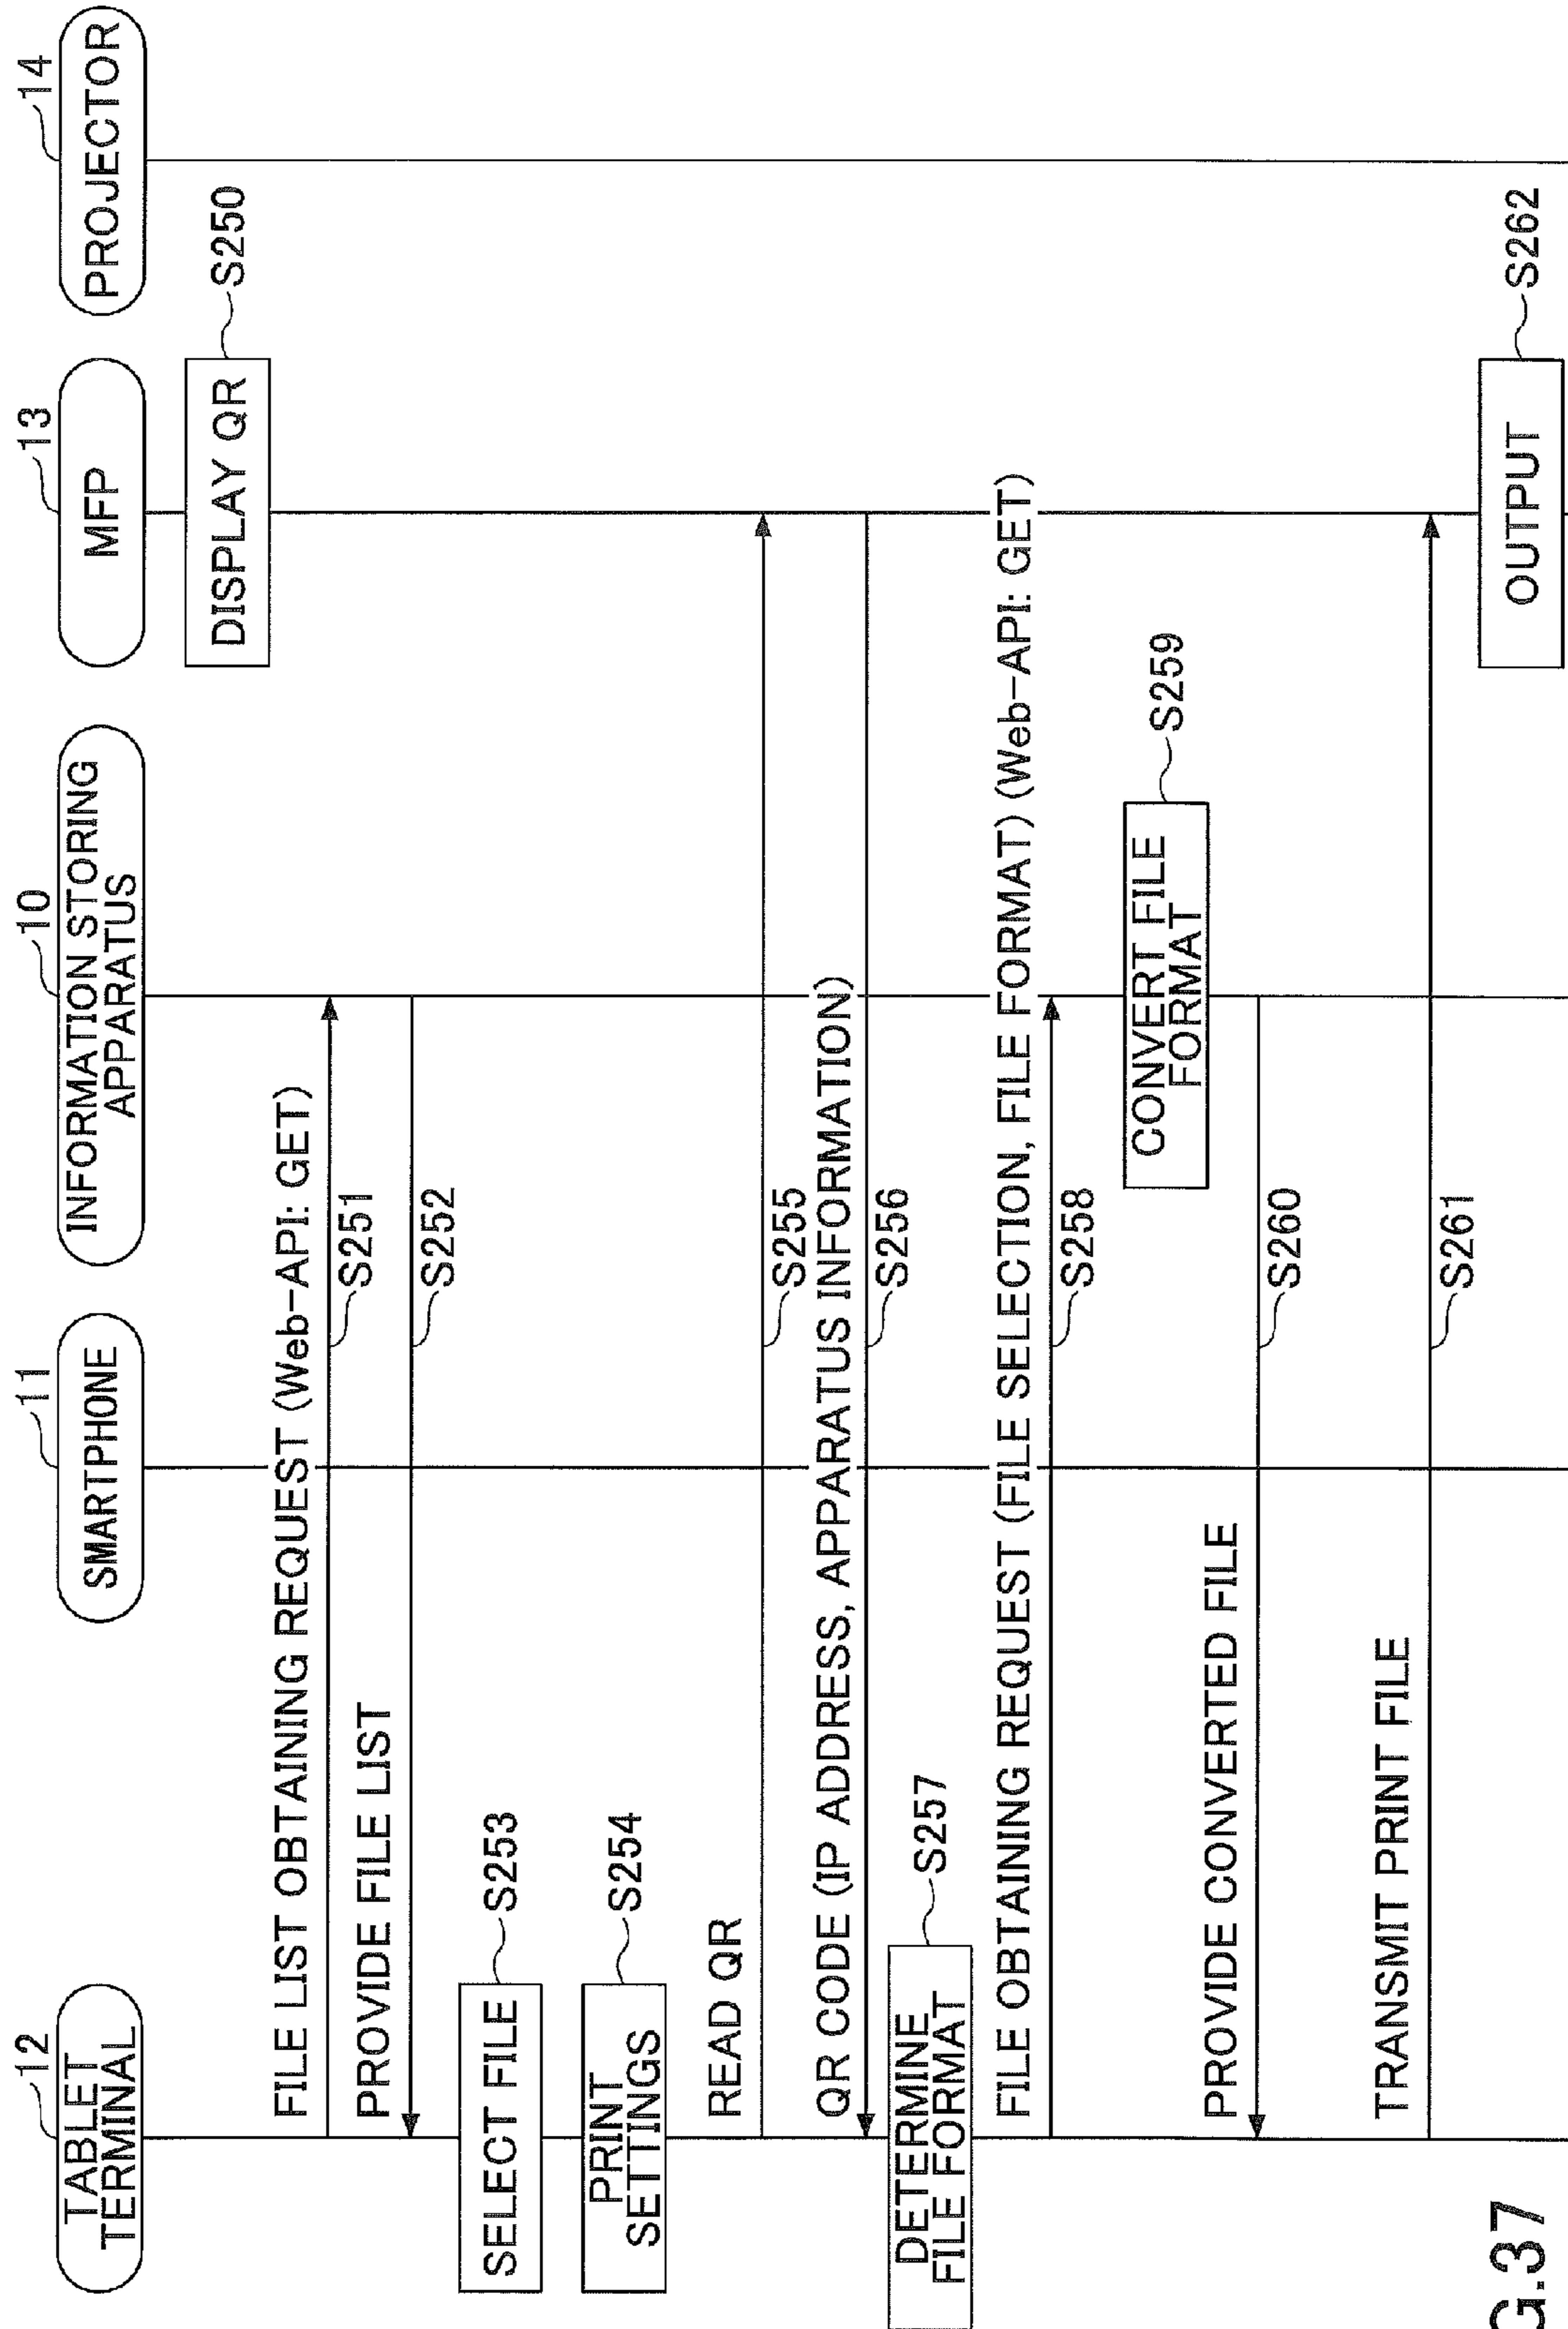 12
TABLET
TERMINAL
11
SMARTPHONE
10
INFORMATION STORING
APPARATUS
13
MFP
14
PROJECTOR
DISPLAY QR
S250
FILE LIST OBTAINING REQUEST (Web-API: GET)
S251
PROVIDE FILE LIST
S252
SELECT FILE
S253
PRINT
SETTINGS
S254
READ QR
S255
QR CODE (IP ADDRESS, APPARATUS INFORMATION)
S256
DETERMINE
FILE FORMAT
S257
FILE OBTAINING REQUEST (FILE SELECTION, FILE FORMAT) (Web-API: GET)
S258
CONVERT FILE
FORMAT
S259
PROVIDE CONVERTED FILE
S260
TRANSMIT PRINT FILE
S261
OUTPUT
S262
G.37